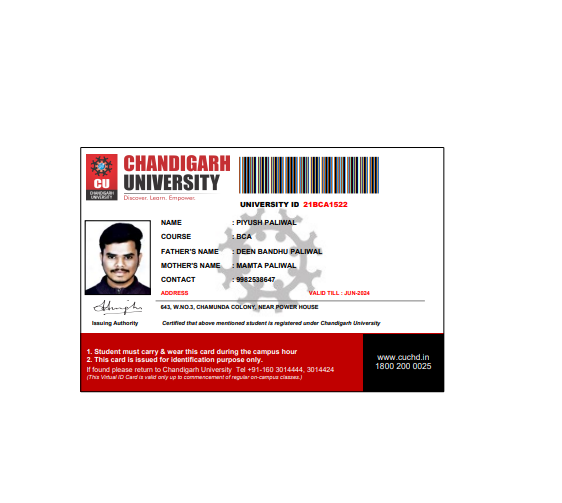 CHANDIGARH
UNIVERSITY
Discover. Learn. Empower.
CU
CHANDIGARH
UNIVERSITY
UNIVERSITY ID 21BCA1522
NAME : PIYUSH PALIWAL
COURSE : BCA
FATHER'S NAME : DEEN BANDHU PALIWAL
MOTHER'S NAME : MAMTA PALIWAL
CONTACT : 9982538647
ADDRESS VALID TILL : JUN-2024
643, W.NO.3, CHAMUNDA COLONY, NEAR POWER HOUSE
Issuing Authority Certified that above mentioned student is registered under Chandigarh University
1. Student must carry & wear this card during the campus hour
2. This card is issued for identification purpose only.
If found please return to Chandigarh University Tel +91-160 3014444, 3014424
(This Virtual ID Card is valid only up to commencement of regular on-campus classes.)
www.cuchd.in
1800 200 0025